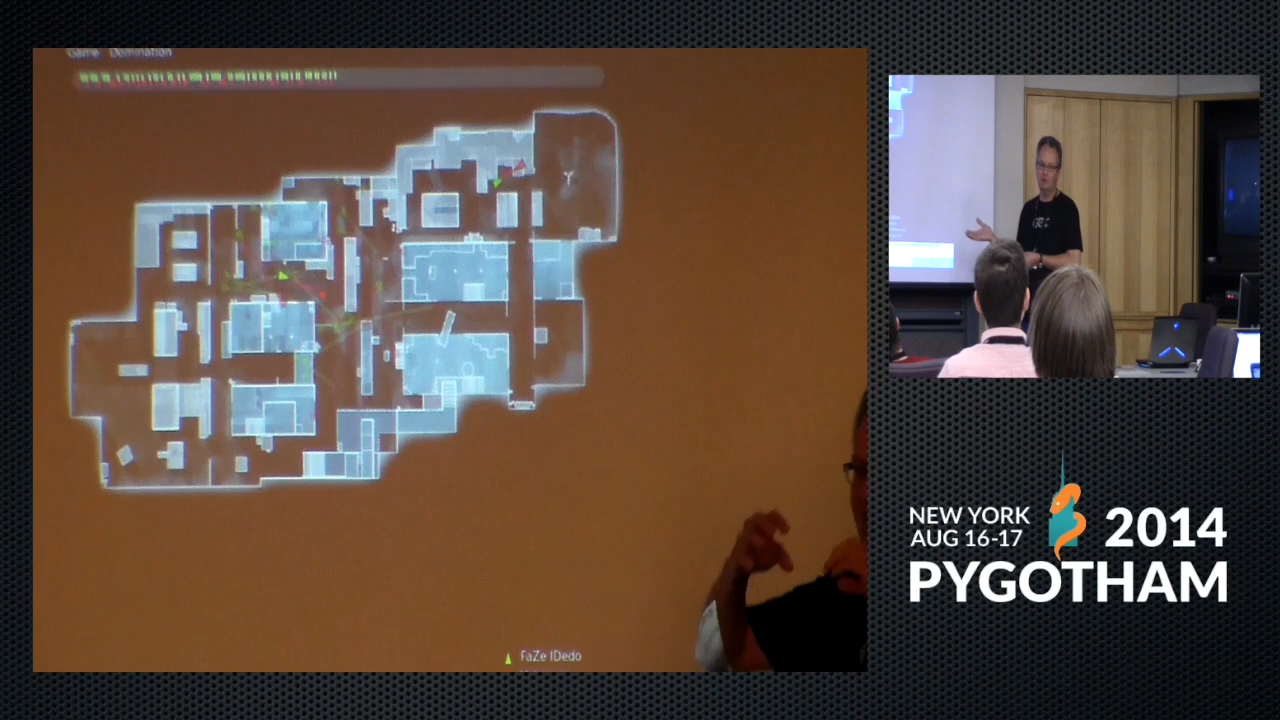 Game Domination
FaZe IDedo
NEW YORK
AUG 16-17
2014
PYGOTHAM